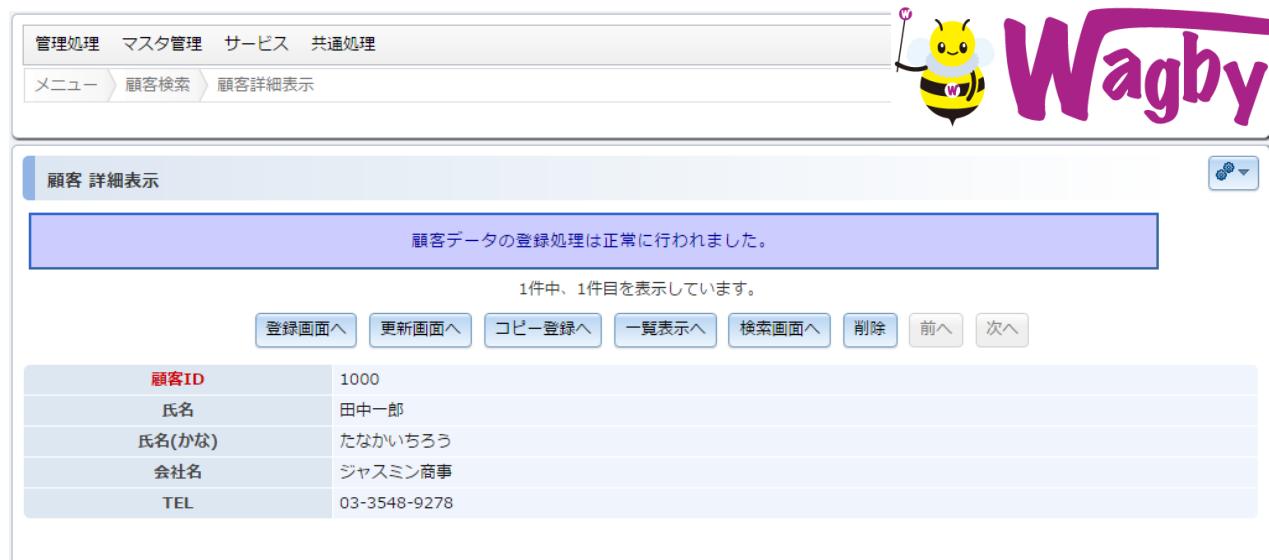 管理処理 マスタ管理 サービス 共通処理
W
W
Wagby
メニュー 顧客検索 顧客詳細表示
顧客 詳細表示
顧客データの登録処理は正常に行われました。
1件中、1件目を表示しています。
登録画面へ 更新画面へ コピー登録へ 一覧表示へ 検索画面へ 削除 前へ 次へ
顧客ID 1000
氏名 田中一郎
氏名(かな) たなかいちろう
会社名 ジャスミン商事
TEL 03-3548-9278